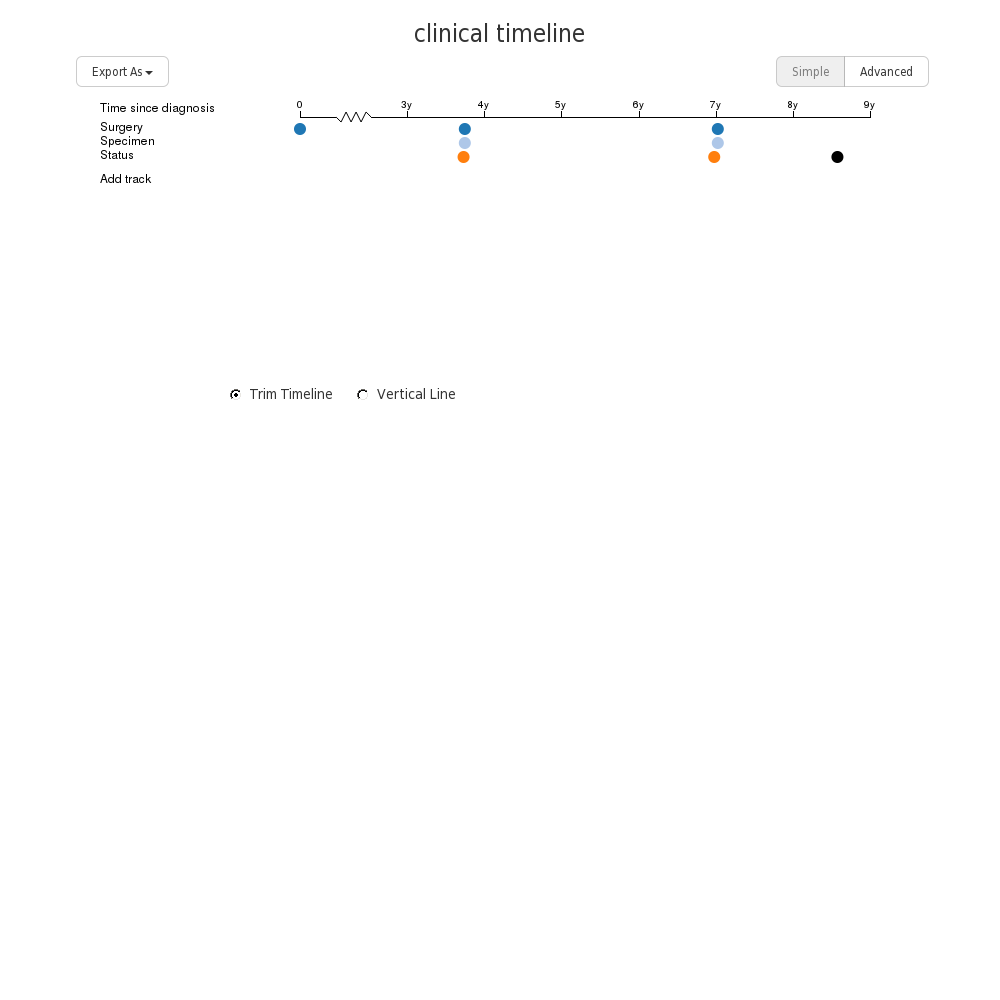 clinical timeline
Export As
Simple Advanced
Time since diagnosis 0 3y 4y 5y 6y 7y 8y 9y
Surgery
Specimen
Status
Add track
Trim Timeline Vertical Line